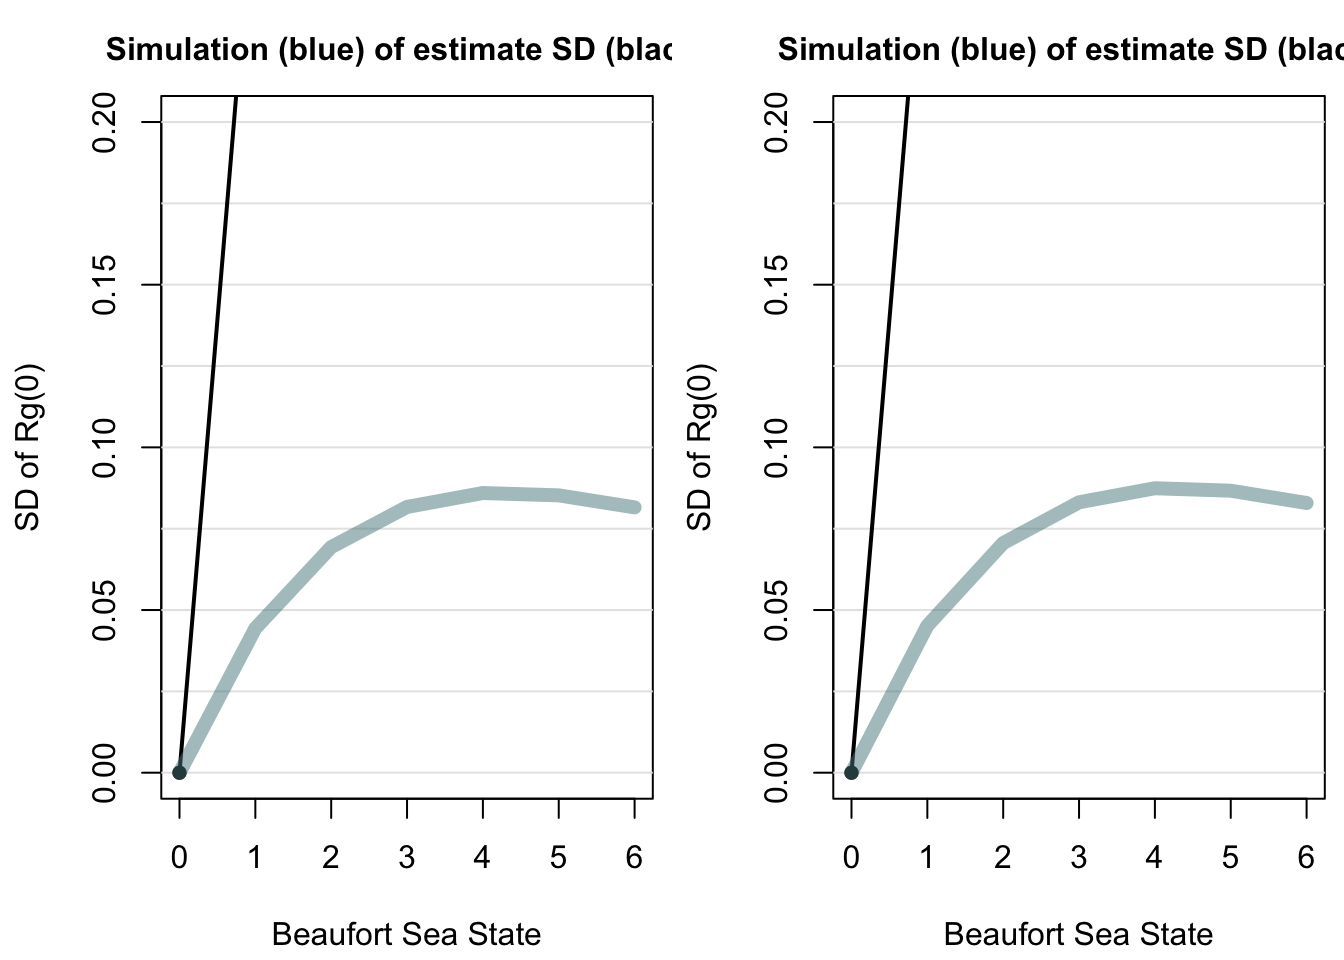 Simulation (blue) of estimate SD (blac
SD of Rg(0)
0.20
0.15
0.10
0.05
0.00
0 1 2 3 4 5 6
Beaufort Sea State
Simulation (blue) of estimate SD (blac
SD of Rg(0)
0.20
0.15
0.10
0.05
0.00
0 1 2 3 4 5 6
Beaufort Sea State